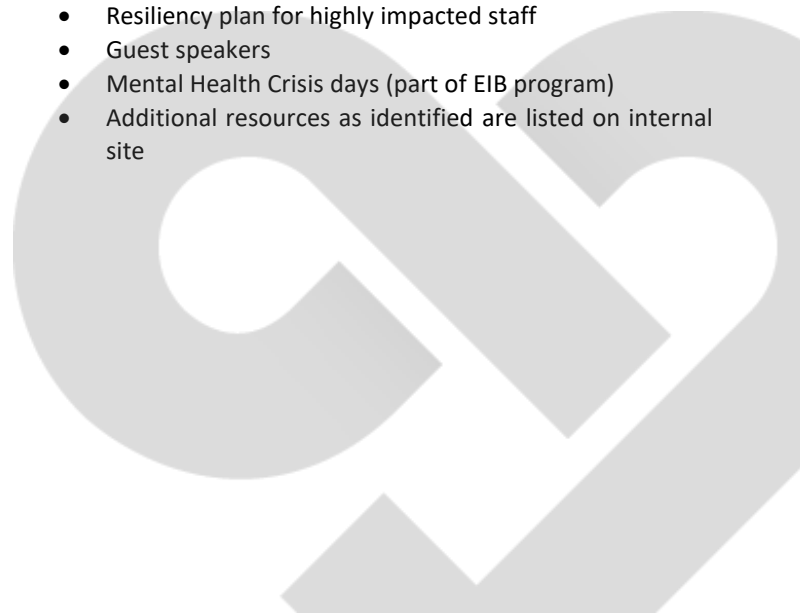 • Resiliency plan for highly impacted staff
• Guest speakers
• Mental Health Crisis days (part of EIB program)
• Additional resources as identified are listed on internal
site